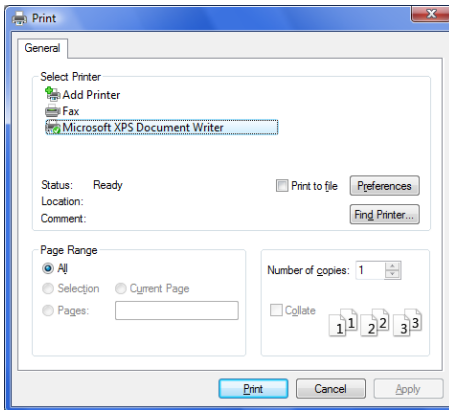 Print
General
Select Printer
Add Printer
Fax
Microsoft XPS Document Writer
Status: Ready
Print to file
Preferences
Location:
Comment:
Find Printer...
Page Range
All
Selection
Current Page
Pages:
Number of copies: 1
Collate
1 1 2 2 3 3
Print
Cancel
Apply